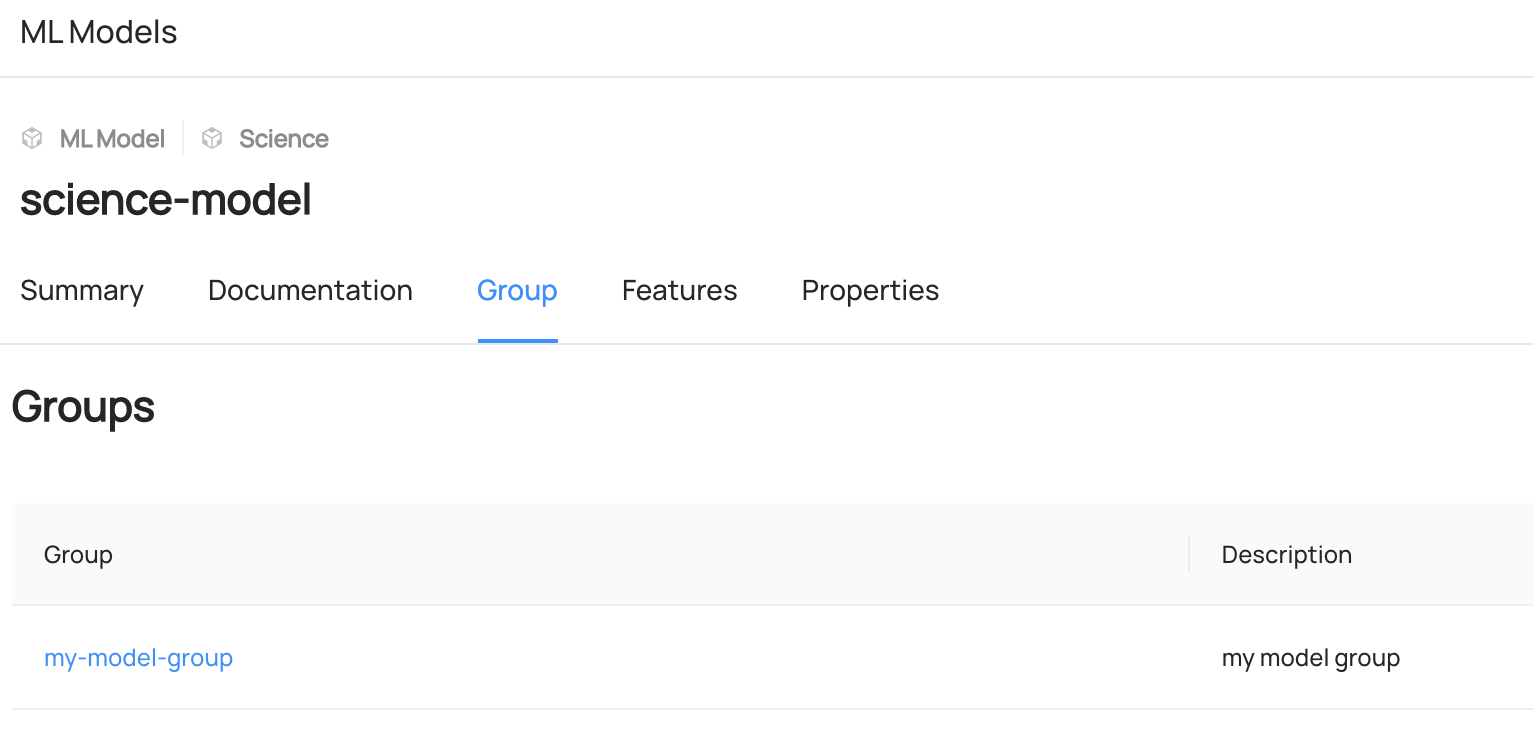 ML Models
ML Model Science
science-model
Summary Documentation Group Features Properties
Groups
Group Description
my-model-group my model group